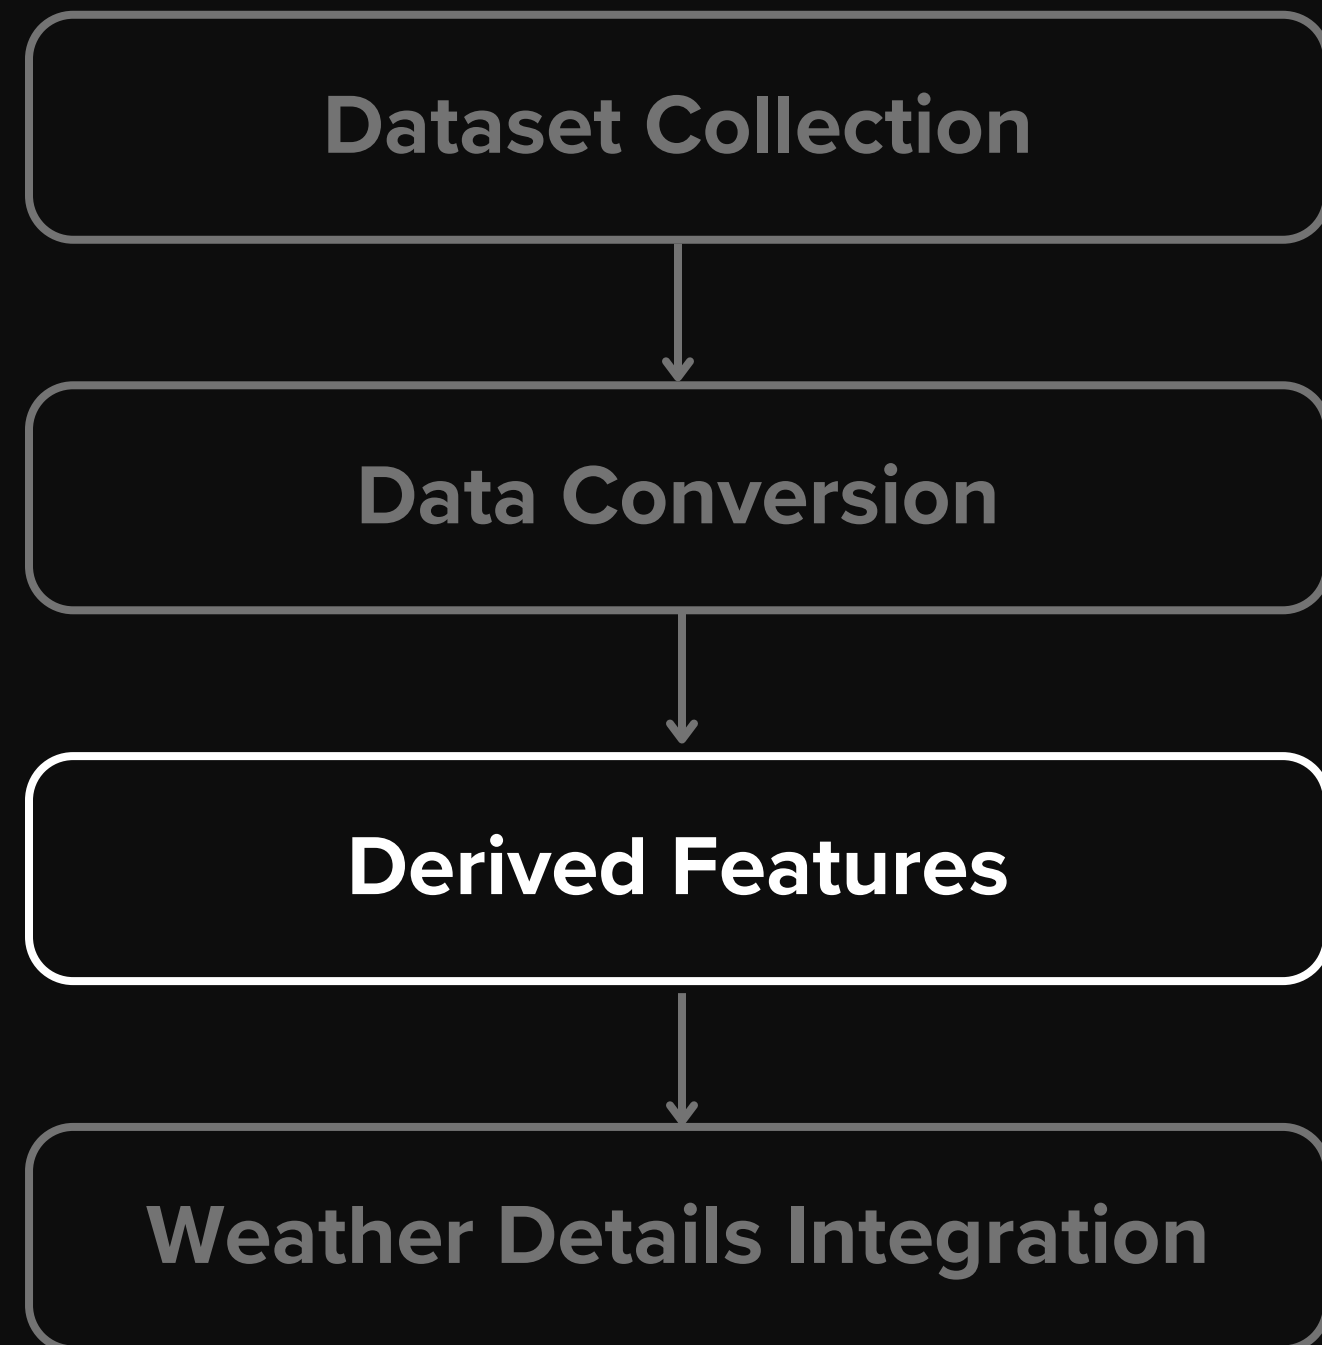 Dataset Collection
Data Conversion
Derived Features
Weather Details Integration